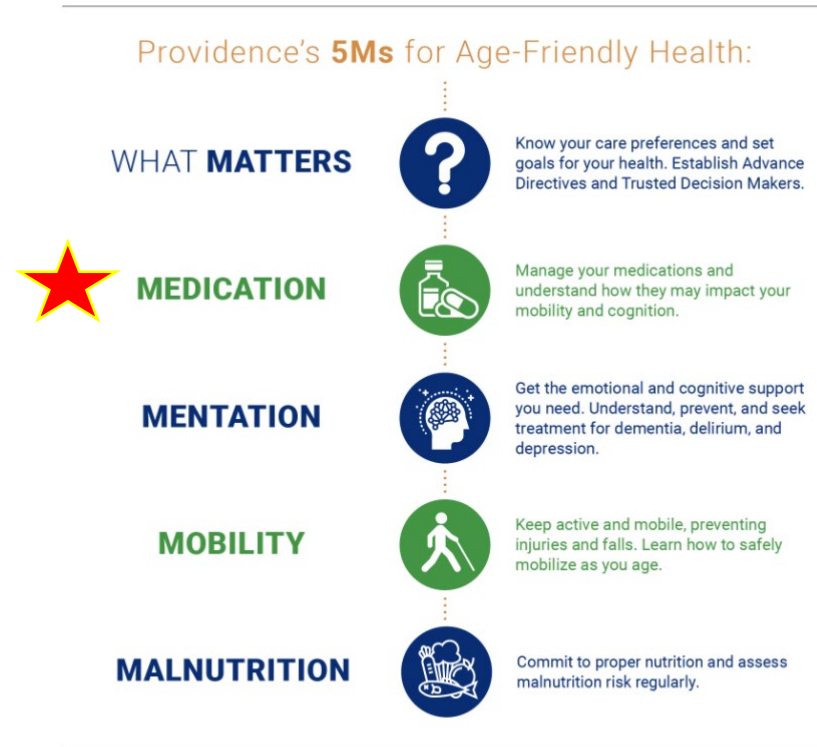 Providence's 5Ms for Age-Friendly Health:
WHAT MATTERS
Know your care preferences and set
goals for your health. Establish Advance
Directives and Trusted Decision Makers.
MEDICATION
Manage your medications and
understand how they may impact your
mobility and cognition.
MENTATION
Get the emotional and cognitive support
you need. Understand, prevent, and seek
treatment for dementia, delirium, and
depression.
MOBILITY
Keep active and mobile, preventing
injuries and falls. Learn how to safely
mobilize as you age.
MALNUTRITION
Commit to proper nutrition and assess
malnutrition risk regularly.